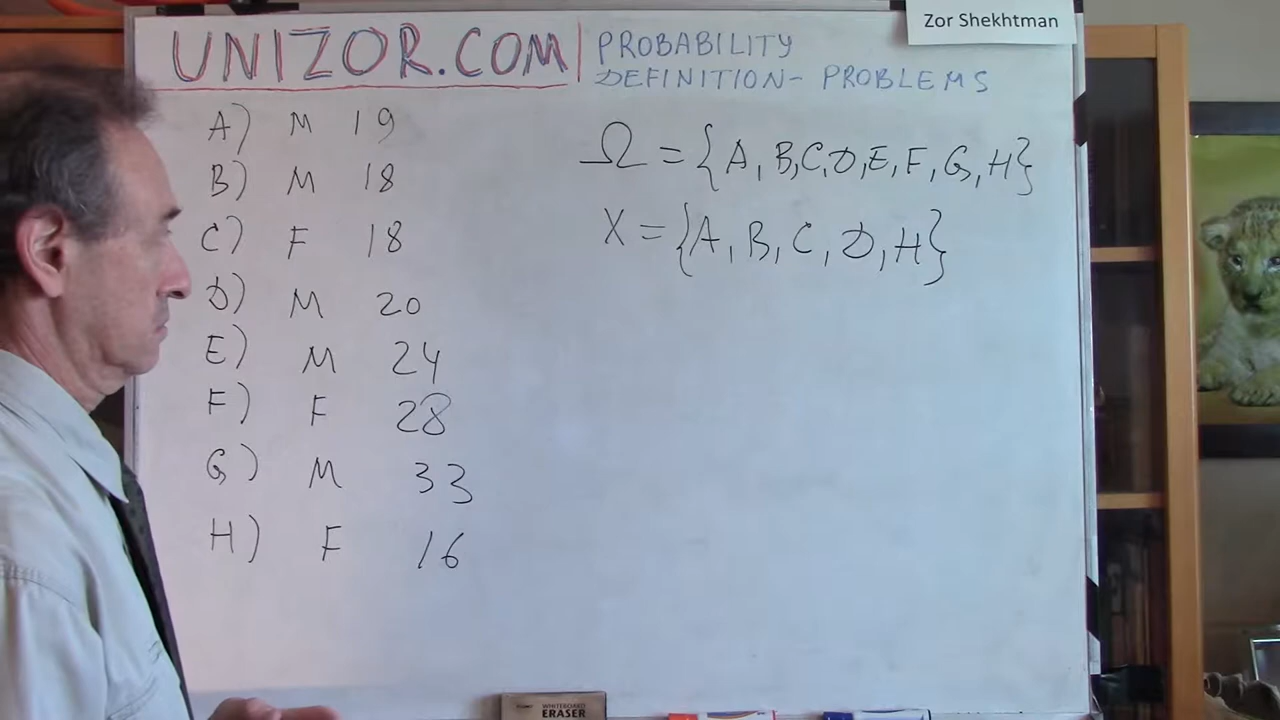 Zor Shekhtman
UNIZOR.COM
PROBABILITY
DEFINITION - PROBLEMS
A) M 19
B) M 18
C) F 18
D) M 20
E) M 24
F) F 28
G) M 33
H) F 16
Ω = {A, B, C, D, E, F, G, H}
X = {A, B, C, D, H}
WHITEBOARD
ERASER